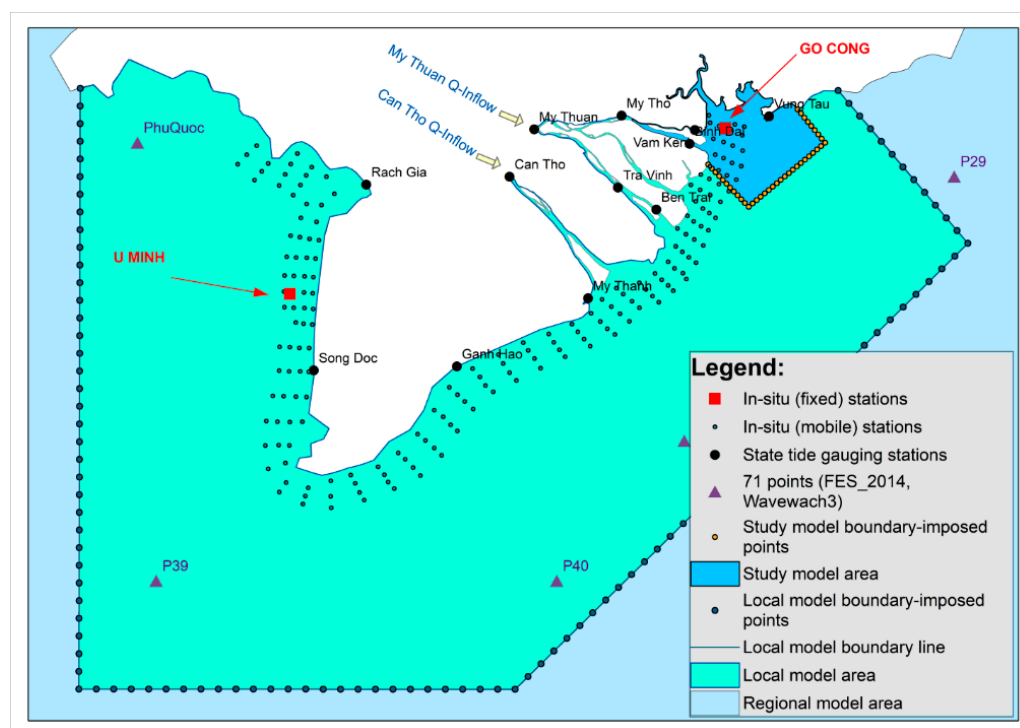 GO CONG
My Thuan Q-Inflow
Can Tho Q-Inflow
My Tho
Vung Tau
My Thuan
Binh Dai
Vam Kenh
PhuQuoc
Can Tho
Tra Vinh
P29
Rach Gia
Ben Trai
U MINH
My Thanh
Song Doc
Ganh Hao
Legend:
In-situ (fixed) stations
In-situ (mobile) stations
State tide gauging stations
71 points (FES_2014,
Wavewach3)
Study model boundary-imposed
points
Study model area
Local model boundary-imposed
points
Local model boundary line
Local model area
Regional model area
P39
P40